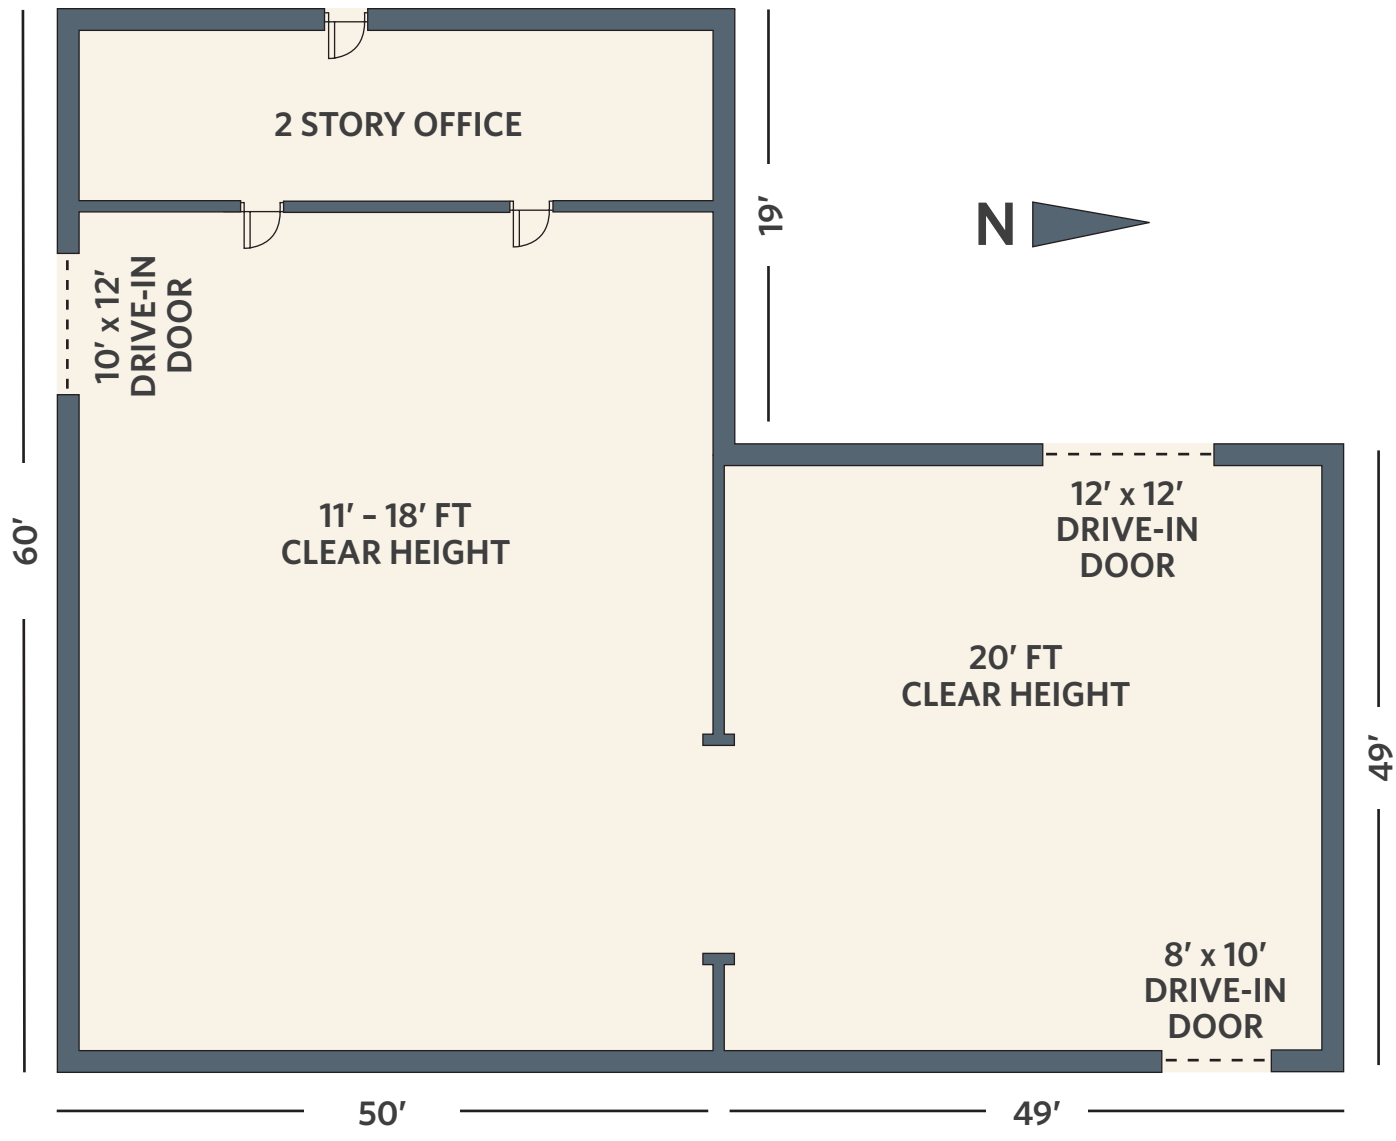 2 STORY OFFICE
19′
N
10′ x 12′
DRIVE-IN
DOOR
60′
11′ – 18′ FT
CLEAR HEIGHT
12′ x 12′
DRIVE-IN
DOOR
20′ FT
CLEAR HEIGHT
49′
8′ x 10′
DRIVE-IN
DOOR
50′
49′